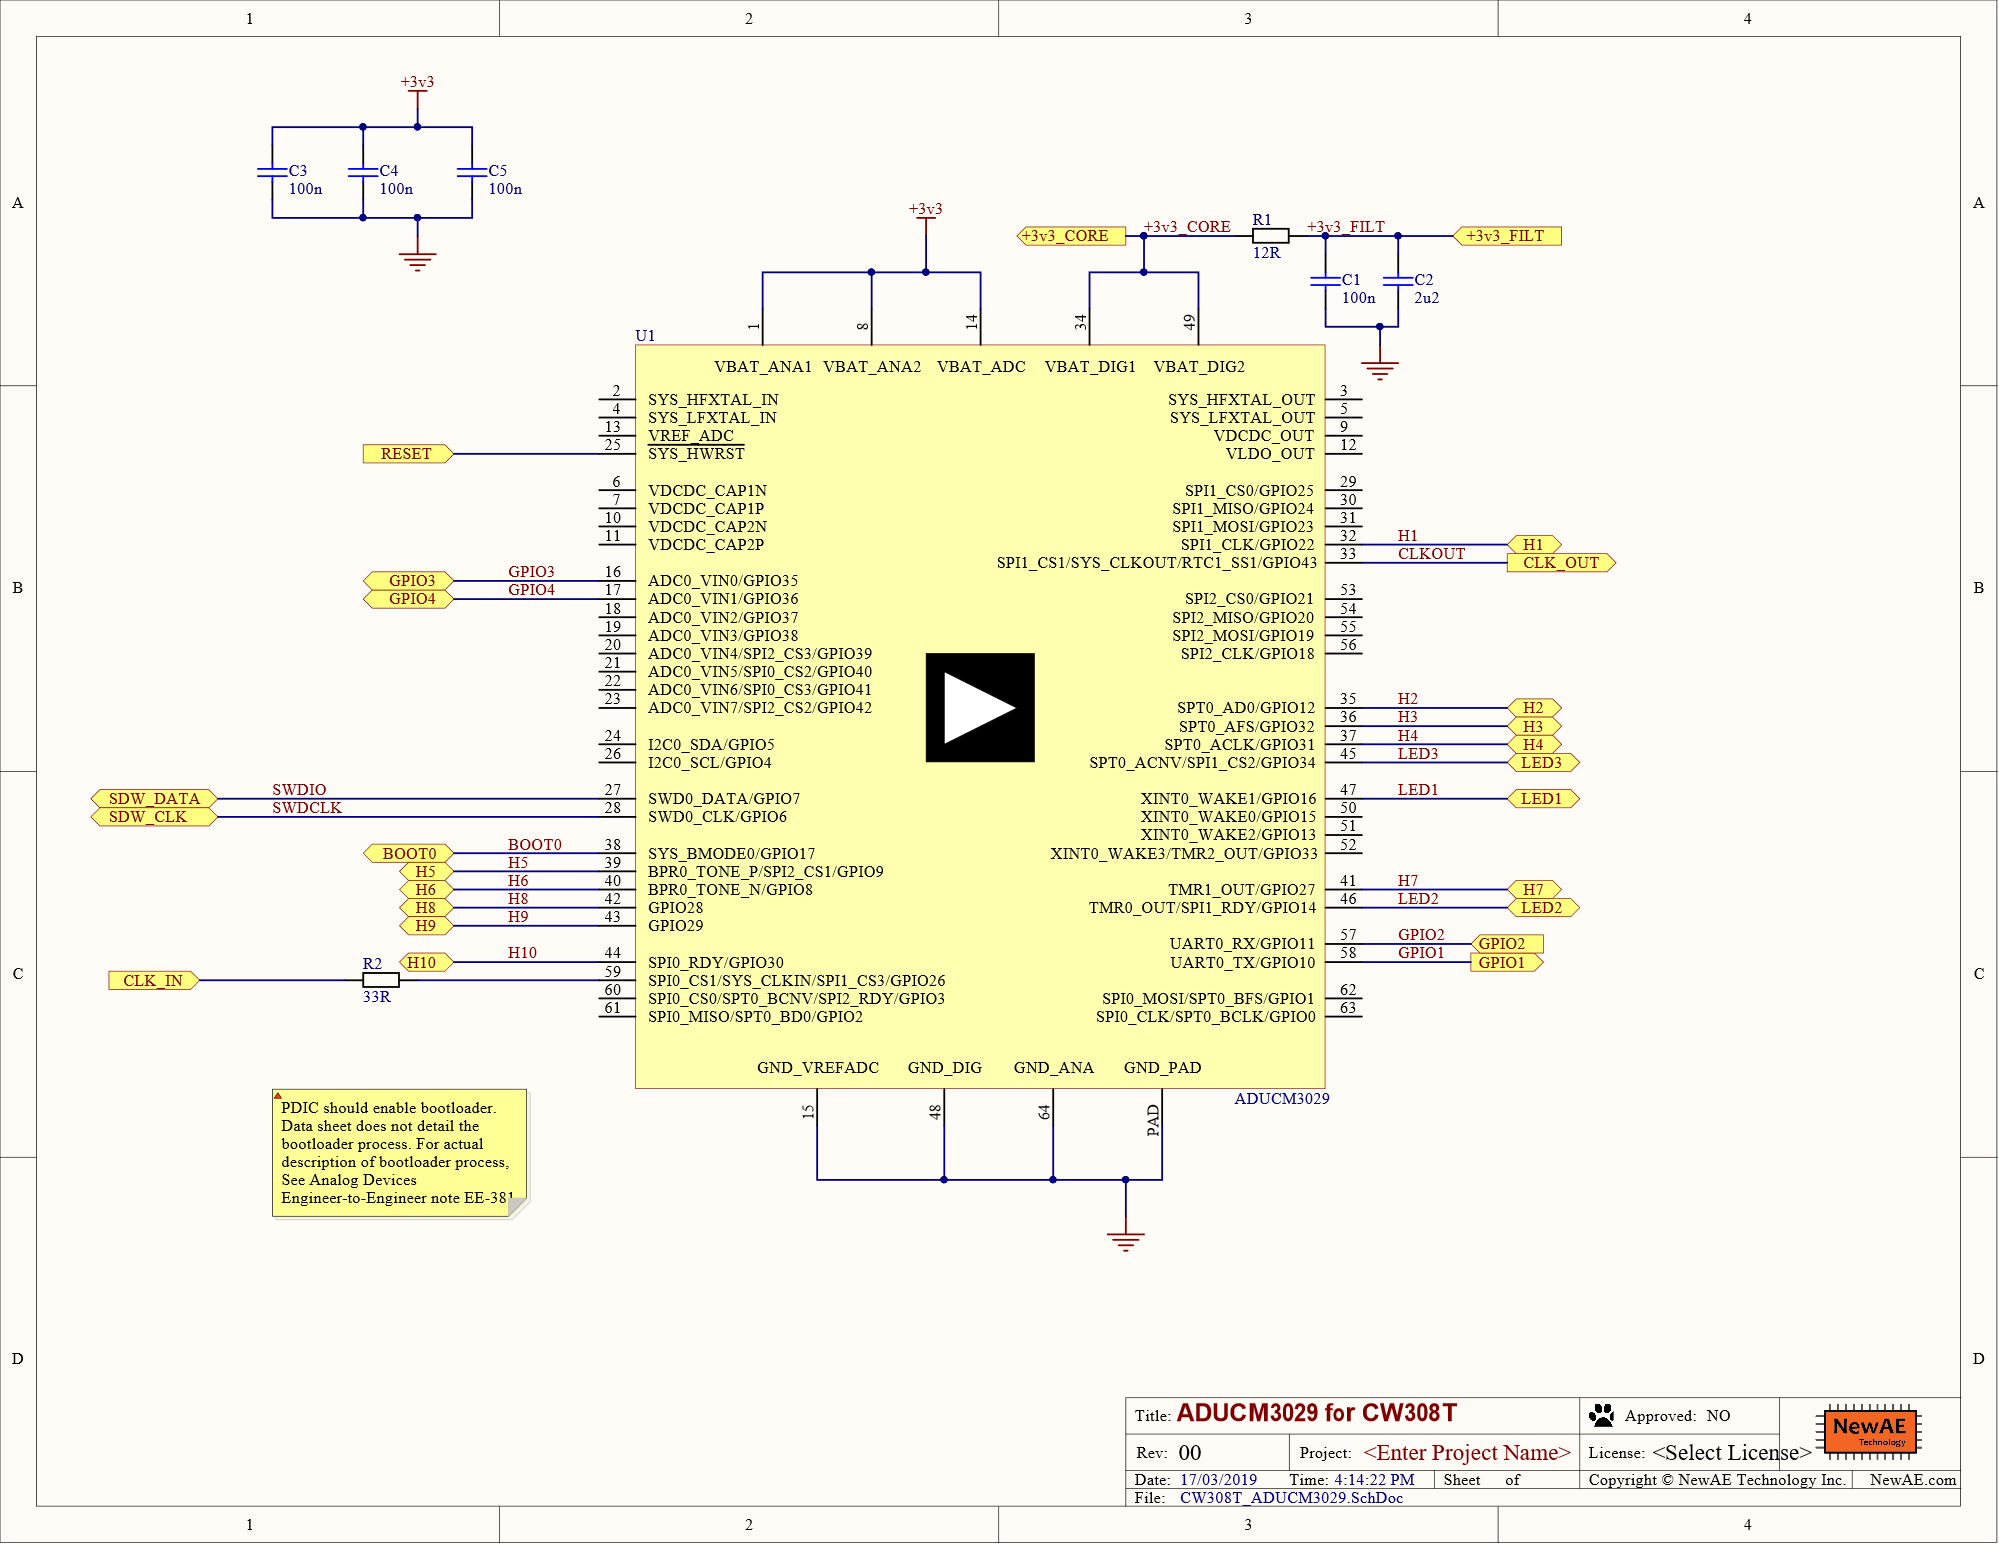 1 2 3 4
A A
B B
C C
D D
1 2 3 4
+3v3
C3 100n
C4 100n
C5 100n
+3v3
+3v3_CORE
+3v3_CORE
R1
12R
+3v3_FILT
+3v3_FILT
C1 100n
C2 2u2
U1
1 VBAT_ANA1
8 VBAT_ANA2
14 VBAT_ADC
34 VBAT_DIG1
49 VBAT_DIG2
2 SYS_HFXTAL_IN
4 SYS_LFXTAL_IN
13 VREF_ADC
RESET 25 SYS_HWRST
6 VDCDC_CAP1N
7 VDCDC_CAP1P
10 VDCDC_CAP2N
11 VDCDC_CAP2P
GPIO3 GPIO3 16 ADC0_VIN0/GPIO35
GPIO4 GPIO4 17 ADC0_VIN1/GPIO36
18 ADC0_VIN2/GPIO37
19 ADC0_VIN3/GPIO38
20 ADC0_VIN4/SPI2_CS3/GPIO39
21 ADC0_VIN5/SPI0_CS2/GPIO40
22 ADC0_VIN6/SPI0_CS3/GPIO41
23 ADC0_VIN7/SPI2_CS2/GPIO42
24 I2C0_SDA/GPIO5
26 I2C0_SCL/GPIO4
SDW_DATA SWDIO 27 SWD0_DATA/GPIO7
SDW_CLK SWDCLK 28 SWD0_CLK/GPIO6
BOOT0 BOOT0 38 SYS_BMODE0/GPIO17
H5 H5 39 BPR0_TONE_P/SPI2_CS1/GPIO9
H6 H6 40 BPR0_TONE_N/GPIO8
H8 H8 42 GPIO28
H9 H9 43 GPIO29
H10 H10 44 SPI0_RDY/GPIO30
CLK_IN R2 33R 59 SPI0_CS1/SYS_CLKIN/SPI1_CS3/GPIO26
60 SPI0_CS0/SPT0_BCNV/SPI2_RDY/GPIO3
61 SPI0_MISO/SPT0_BD0/GPIO2
SYS_HFXTAL_OUT 3
SYS_LFXTAL_OUT 5
VDCDC_OUT 9
VLDO_OUT 12
SPI1_CS0/GPIO25 29
SPI1_MISO/GPIO24 30
SPI1_MOSI/GPIO23 31
SPI1_CLK/GPIO22 32 H1 H1
SPI1_CS1/SYS_CLKOUT/RTC1_SS1/GPIO43 33 CLKOUT CLK_OUT
SPI2_CS0/GPIO21 53
SPI2_MISO/GPIO20 54
SPI2_MOSI/GPIO19 55
SPI2_CLK/GPIO18 56
SPT0_AD0/GPIO12 35 H2 H2
SPT0_AFS/GPIO32 36 H3 H3
SPT0_ACLK/GPIO31 37 H4 H4
SPT0_ACNV/SPI1_CS2/GPIO34 45 LED3 LED3
XINT0_WAKE1/GPIO16 47 LED1 LED1
XINT0_WAKE0/GPIO15 50
XINT0_WAKE2/GPIO13 51
XINT0_WAKE3/TMR2_OUT/GPIO33 52
TMR1_OUT/GPIO27 41 H7 H7
TMR0_OUT/SPI1_RDY/GPIO14 46 LED2 LED2
UART0_RX/GPIO11 57 GPIO2 GPIO2
UART0_TX/GPIO10 58 GPIO1 GPIO1
SPI0_MOSI/SPT0_BFS/GPIO1 62
SPI0_CLK/SPT0_BCLK/GPIO0 63
GND_VREFADC 15
GND_DIG 48
GND_ANA 64
GND_PAD PAD
ADUCM3029
PDIC should enable bootloader.
Data sheet does not detail the
bootloader process. For actual
description of bootloader process,
See Analog Devices
Engineer-to-Engineer note EE-381
Title: ADUCM3029 for CW308T
Approved: NO
Rev: 00
Project: <Enter Project Name>
License: <Select License>
Date: 17/03/2019 Time: 4:14:22 PM Sheet of
Copyright © NewAE Technology Inc. NewAE.com
File: CW308T_ADUCM3029.SchDoc
NewAE
Technology